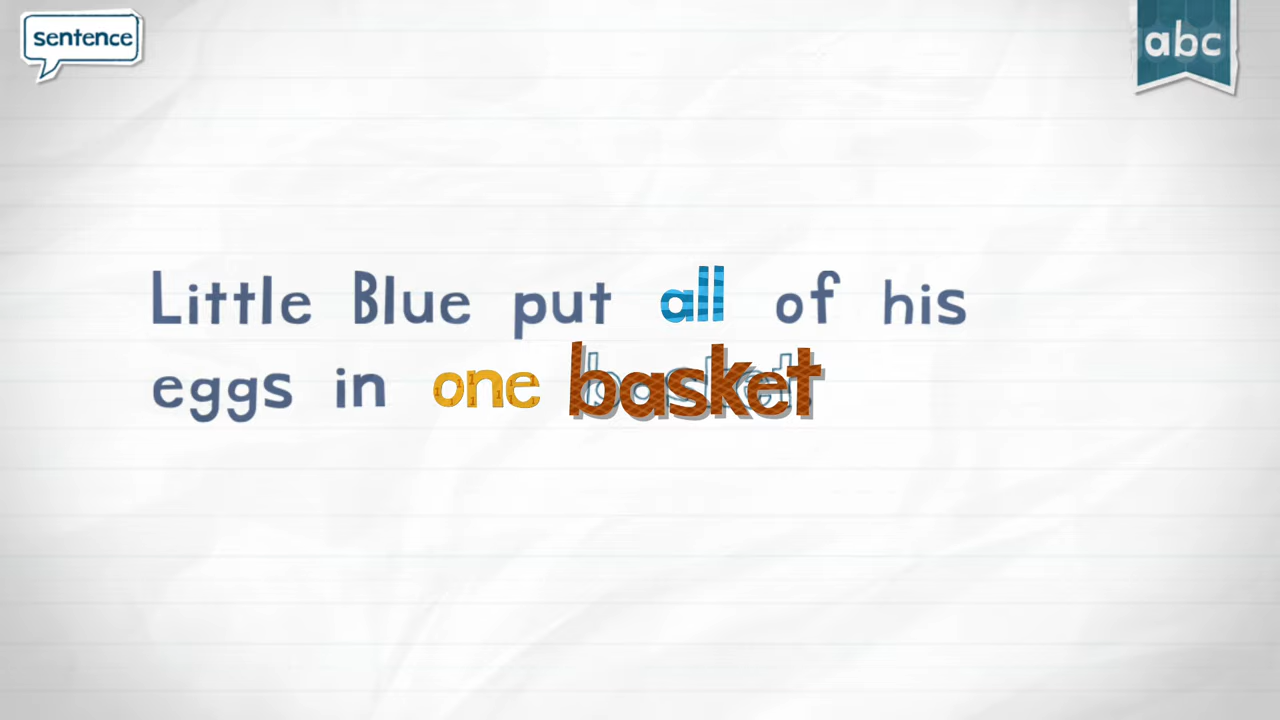 sentence
abc
Little Blue put all of his
eggs in one basket